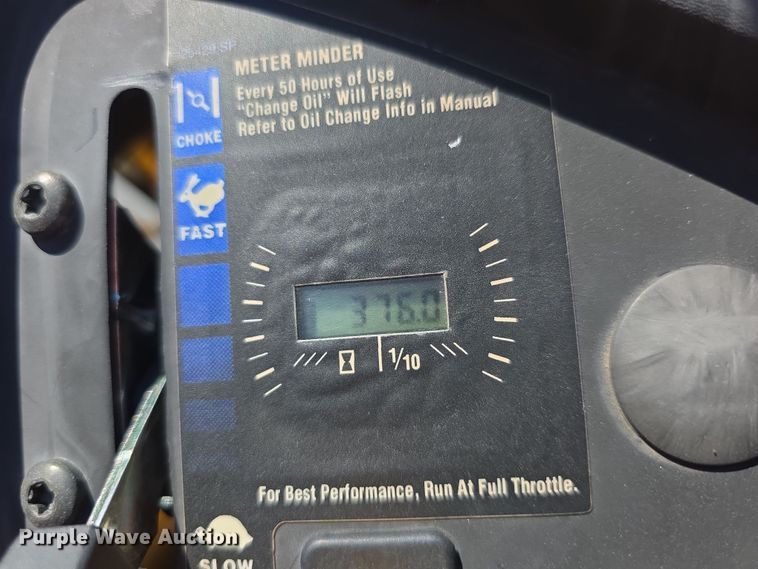 METER MINDER
Every 50 Hours of Use
"Change Oil" Will Flash
Refer to Oil Change Info in Manual
CHOKE
FAST
376.0
1/10
For Best Performance, Run At Full Throttle.
SLOW
Purple Wave Auction